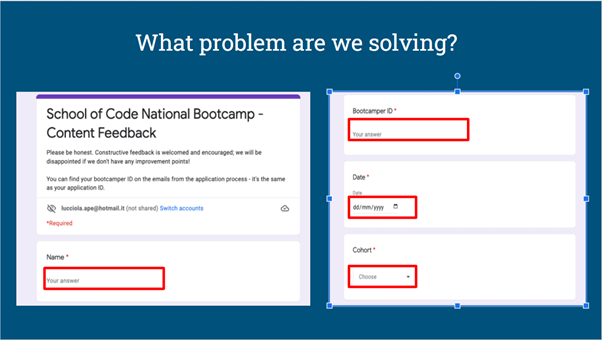 What problem are we solving?
School of Code National Bootcamp -
Content Feedback
Please be honest. Constructive feedback is welcomed and encouraged; we will be
disappointed if we don't have any improvement points!
You can find your bootcamper ID on the emails from the application process - it's the same
as your application ID.
lucciola.ape@hotmail.it (not shared) Switch accounts
*Required
Name *
Your answer
Bootcamper ID *
Your answer
Date *
Date
dd/mm/yyyy
Cohort *
Choose